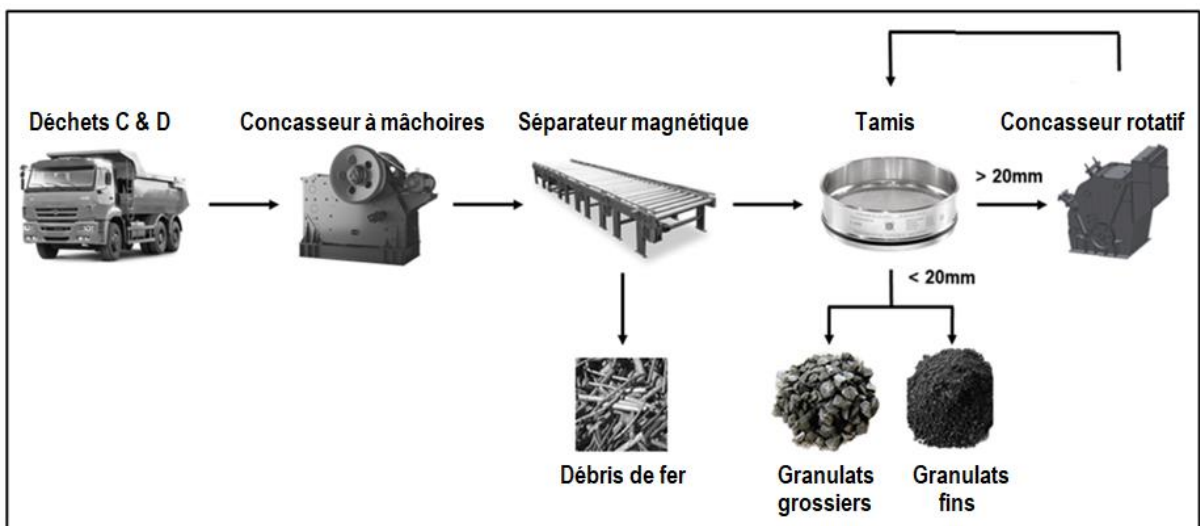 Déchets C & D
Concasseur à mâchoires
Séparateur magnétique
Tamis
Concasseur rotatif
> 20mm
< 20mm
Débris de fer
Granulats
grossiers
Granulats
fins